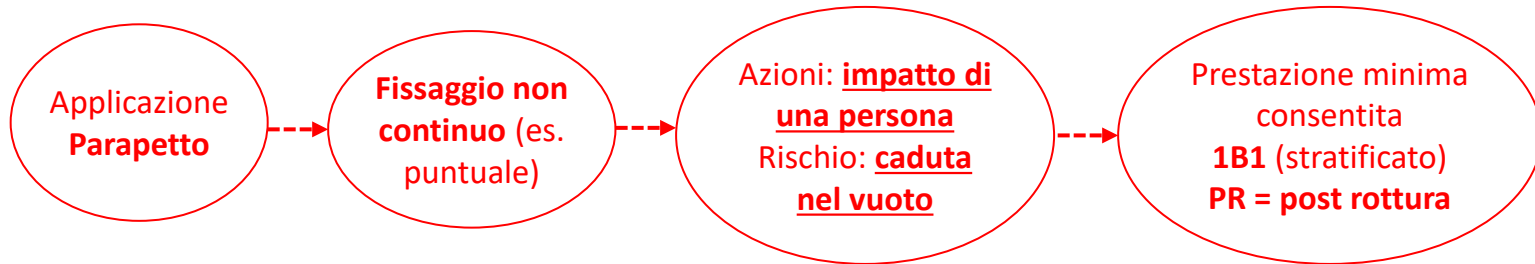 Applicazione
Parapetto
Fissaggio non
continuo (es.
puntuale)
Azioni: impatto di
una persona
Rischio: caduta
nel vuoto
Prestazione minima
consentita
1B1 (stratificato)
PR = post rottura